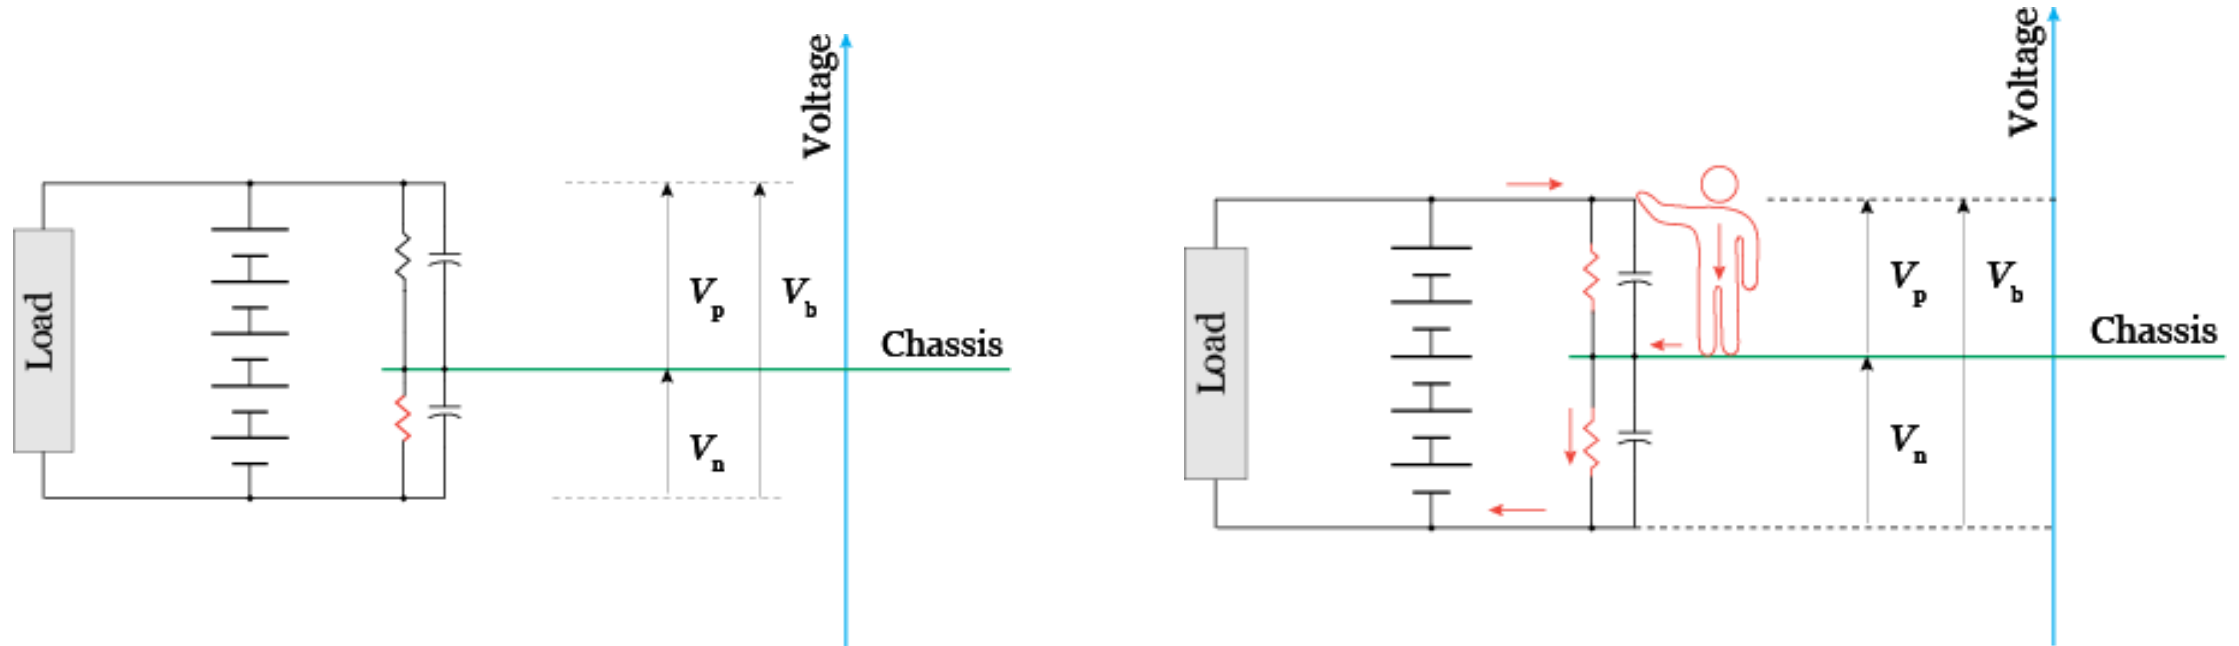 Voltage
Load
Vp
Vb
Chassis
Vn
Voltage
Load
Vp
Vb
Chassis
Vn